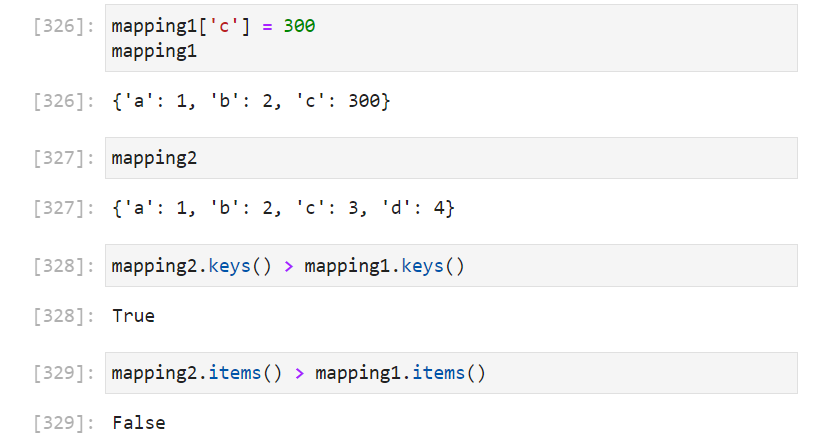 [326]: mapping1['c'] = 300
mapping1
[326]: {'a': 1, 'b': 2, 'c': 300}
[327]: mapping2
[327]: {'a': 1, 'b': 2, 'c': 3, 'd': 4}
[328]: mapping2.keys() > mapping1.keys()
[328]: True
[329]: mapping2.items() > mapping1.items()
[329]: False